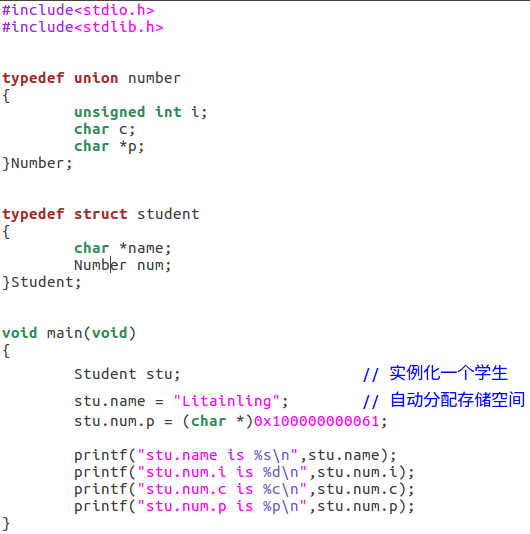 #include<stdio.h>
#include<stdlib.h>
typedef union number
{
unsigned int i;
char c;
char *p;
}Number;
typedef struct student
{
char *name;
Number num;
}Student;
void main(void)
{
Student stu; // 实例化一个学生
stu.name = "Litainling"; // 自动分配存储空间
stu.num.p = (char *)0x100000000061;
printf("stu.name is %s\n",stu.name);
printf("stu.num.i is %d\n",stu.num.i);
printf("stu.num.c is %c\n",stu.num.c);
printf("stu.num.p is %p\n",stu.num.p);
}